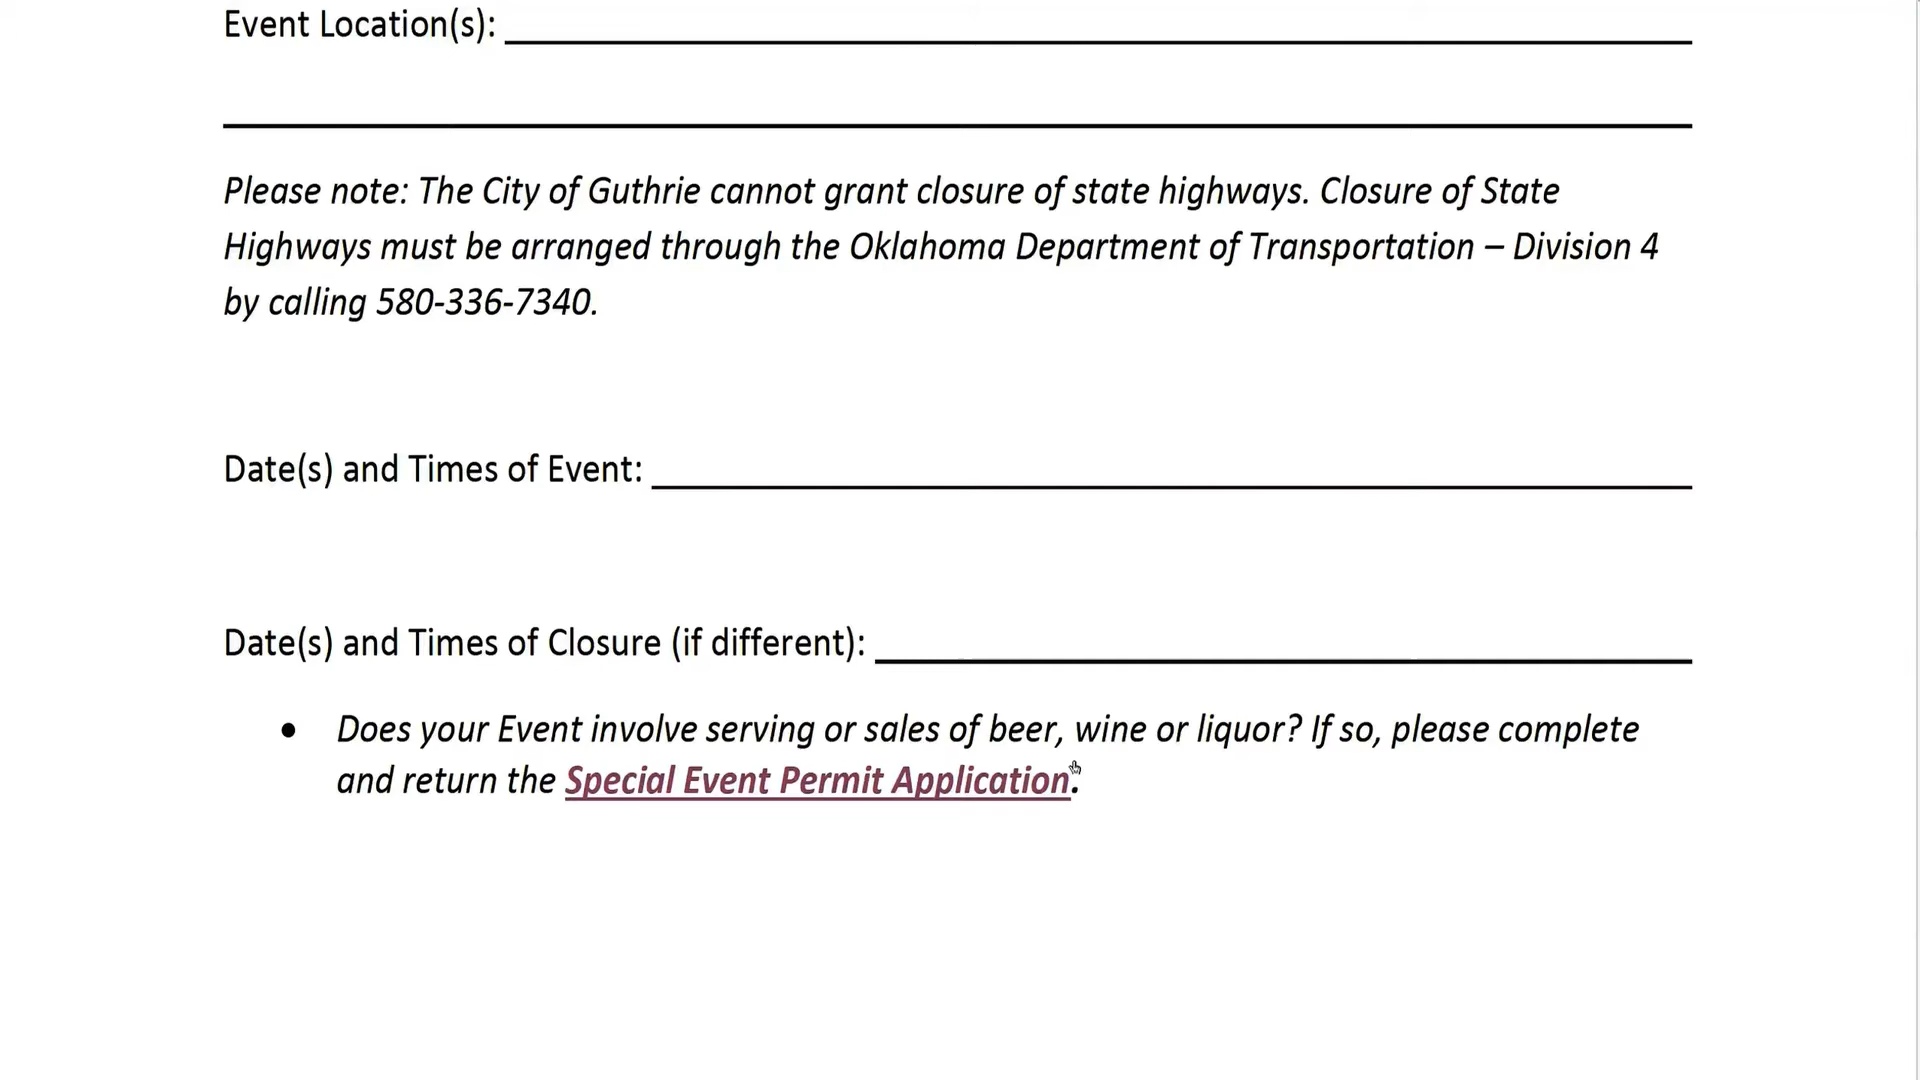 Event Location(s):
Please note: The City of Guthrie cannot grant closure of state highways. Closure of State
Highways must be arranged through the Oklahoma Department of Transportation – Division 4
by calling 580-336-7340.
Date(s) and Times of Event:
Date(s) and Times of Closure (if different):
• Does your Event involve serving or sales of beer, wine or liquor? If so, please complete
and return the Special Event Permit Application.